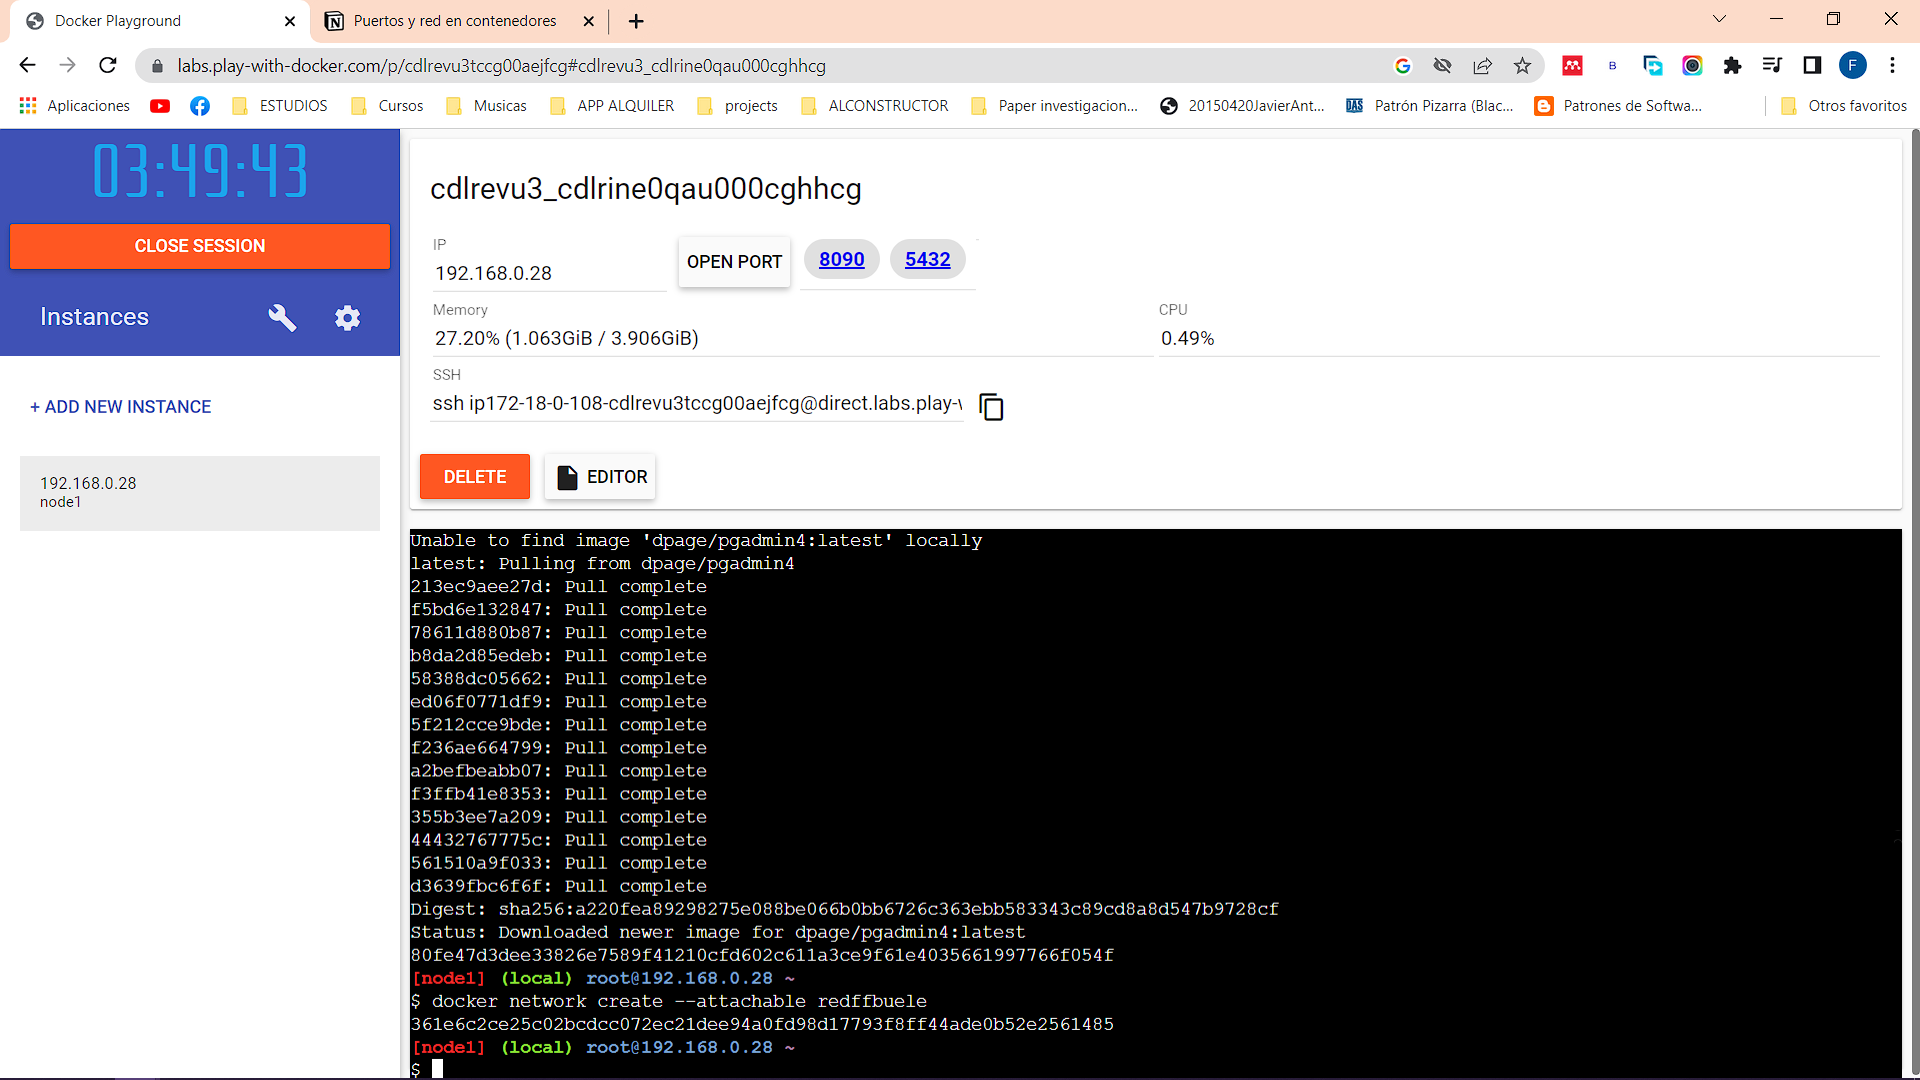 Docker Playground
Puertos y red en contenedores
labs.play-with-docker.com/p/cdlrevu3tccg00aejfcg#cdlrevu3_cdlrine0qau000cghhcg
F
Aplicaciones
ESTUDIOS
Cursos
Musicas
APP ALQUILER
projects
ALCONSTRUCTOR
Paper investigacion...
20150420JavierAnt...
Patrón Pizarra (Blac...
Patrones de Softwa...
Otros favoritos
03:49:43
CLOSE SESSION
Instances
+ ADD NEW INSTANCE
192.168.0.28
node1
cdlrevu3_cdlrine0qau000cghhcg
IP
192.168.0.28
OPEN PORT
8090
5432
Memory
27.20% (1.063GiB / 3.906GiB)
CPU
0.49%
SSH
ssh ip172-18-0-108-cdlrevu3tccg00aejfcg@direct.labs.play-
DELETE
EDITOR
Unable to find image 'dpage/pgadmin4:latest' locally
latest: Pulling from dpage/pgadmin4
213ec9aee27d: Pull complete
f5bd6e132847: Pull complete
78611d880b87: Pull complete
b8da2d85edeb: Pull complete
58388dc05662: Pull complete
ed06f0771df9: Pull complete
5f212cce9bde: Pull complete
f236ae664799: Pull complete
a2befbeabb07: Pull complete
f3ffb41e8353: Pull complete
355b3ee7a209: Pull complete
44432767775c: Pull complete
561510a9f033: Pull complete
d3639fbc6f6f: Pull complete
Digest: sha256:a220fea89298275e088be066b0bb6726c363ebb583343c89cd8a8d547b9728cf
Status: Downloaded newer image for dpage/pgadmin4:latest
80fe47d3dee33826e7589f41210cfd602c611a3ce9f61e4035661997766f054f
[node1] (local) root@192.168.0.28 ~
$ docker network create --attachable redffbuele
361e6c2ce25c02bcdcc072ec21dee94a0fd98d17793f8ff44ade0b52e2561485
[node1] (local) root@192.168.0.28 ~
$